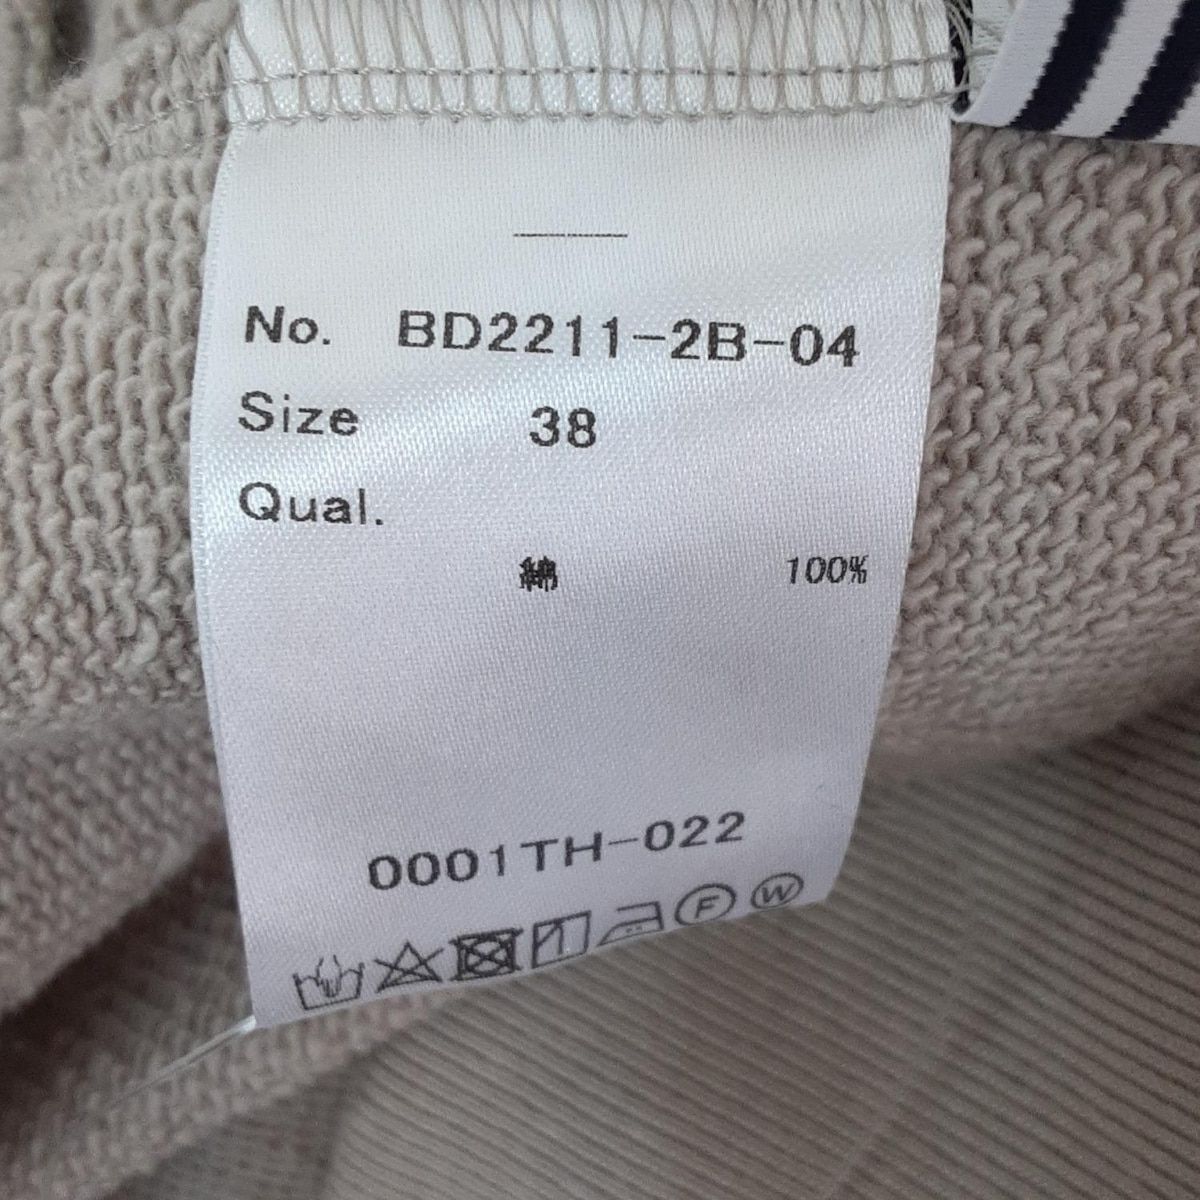 No. BD2211-2B-04
Size 38
Qual.
綿 100%
0001TH-022
F W